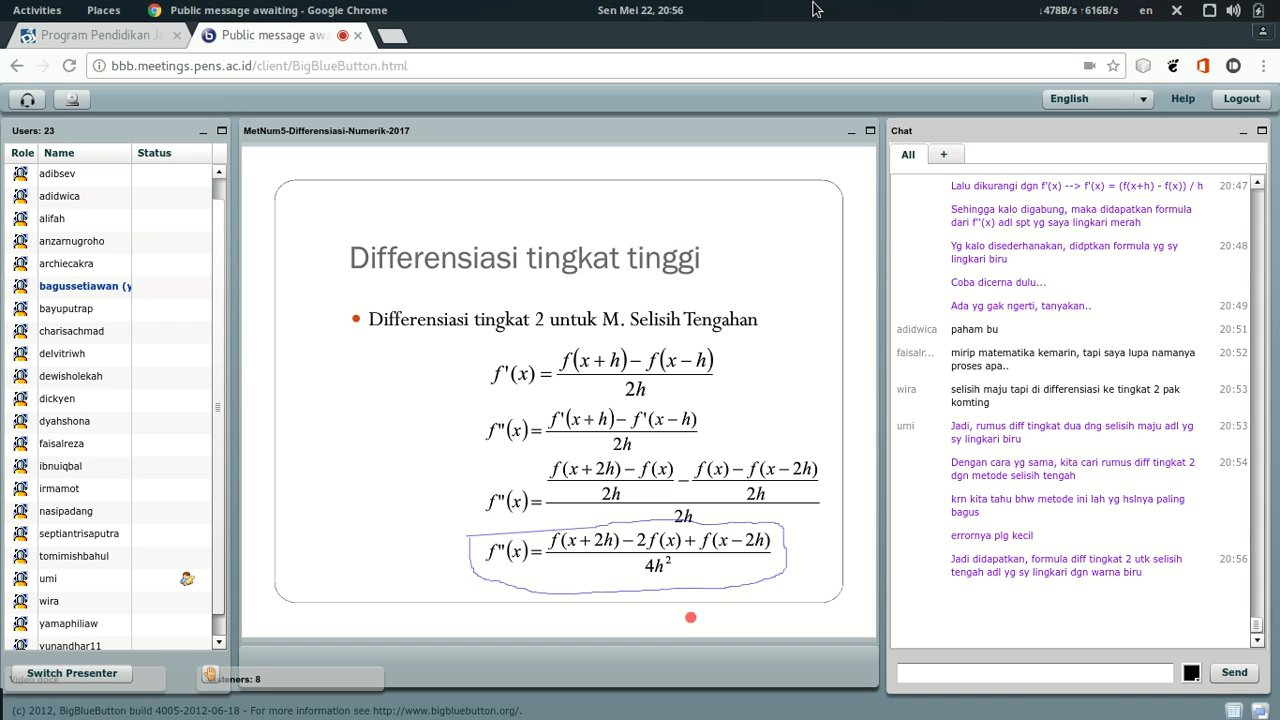 Activities
Public message awaiting - Google Chrome
Sen Mei 22, 20:56
↓478B/s ↑616B/s
en
Program Pendidikan Ja
Public message awa
bbb.meetings.pens.ac.id/client/BigBlueButton.html
English
Help
Logout
Users: 23
Role Name Status
adibsev
adidwica
alifah
anzarnugroho
archiecakra
bagussetiawan (y
bayuputrap
charisachmad
delvitriwh
dewisholekah
dickyen
dyahshona
faisalreza
ibnuiqbal
irmamot
nasipadang
septiantrisaputra
tomimishbahul
umi
wira
yamaphiliaw
yunandhar11
Switch Presenter
Video dock
Listeners: 8
MetNum5-Differensiasi-Numerik-2017
Differensiasi tingkat tinggi
• Differensiasi tingkat 2 untuk M. Selisih Tengahan
f'(x) = (f(x + h) − f(x − h)) / 2h
f"(x) = (f'(x + h) − f'(x − h)) / 2h
f"(x) = ((f(x + 2h) − f(x)) / 2h − (f(x) − f(x − 2h)) / 2h) / 2h
f"(x) = (f(x + 2h) − 2f(x) + f(x − 2h)) / 4h²
Chat
All +
Lalu dikurangi dgn f'(x) --> f'(x) = (f(x+h) - f(x)) / h 20:47
Sehingga kalo digabung, maka didapatkan formula
dari f''(x) adl spt yg saya lingkari merah
Yg kalo disederhanakan, didptkan formula yg sy 20:48
lingkari biru
Coba dicerna dulu...
Ada yg gak ngerti, tanyakan.. 20:49
adidwica paham bu 20:51
faisalr... mirip matematika kemarin, tapi saya lupa namanya 20:52
proses apa..
wira selisih maju tapi di differensiasi ke tingkat 2 pak 20:53
komting
umi Jadi, rumus diff tingkat dua dng selisih maju adl yg 20:53
sy lingkari biru
Dengan cara yg sama, kita cari rumus diff tingkat 2 20:54
dgn metode selisih tengah
krn kita tahu bhw metode ini lah yg hslnya paling
bagus
errornya plg kecil
Jadi didapatkan, formula diff tingkat 2 utk selisih 20:56
tengah adl yg sy lingkari dgn warna biru
Send
(c) 2012, BigBlueButton build 4005-2012-06-18 - For more information see http://www.bigbluebutton.org/.